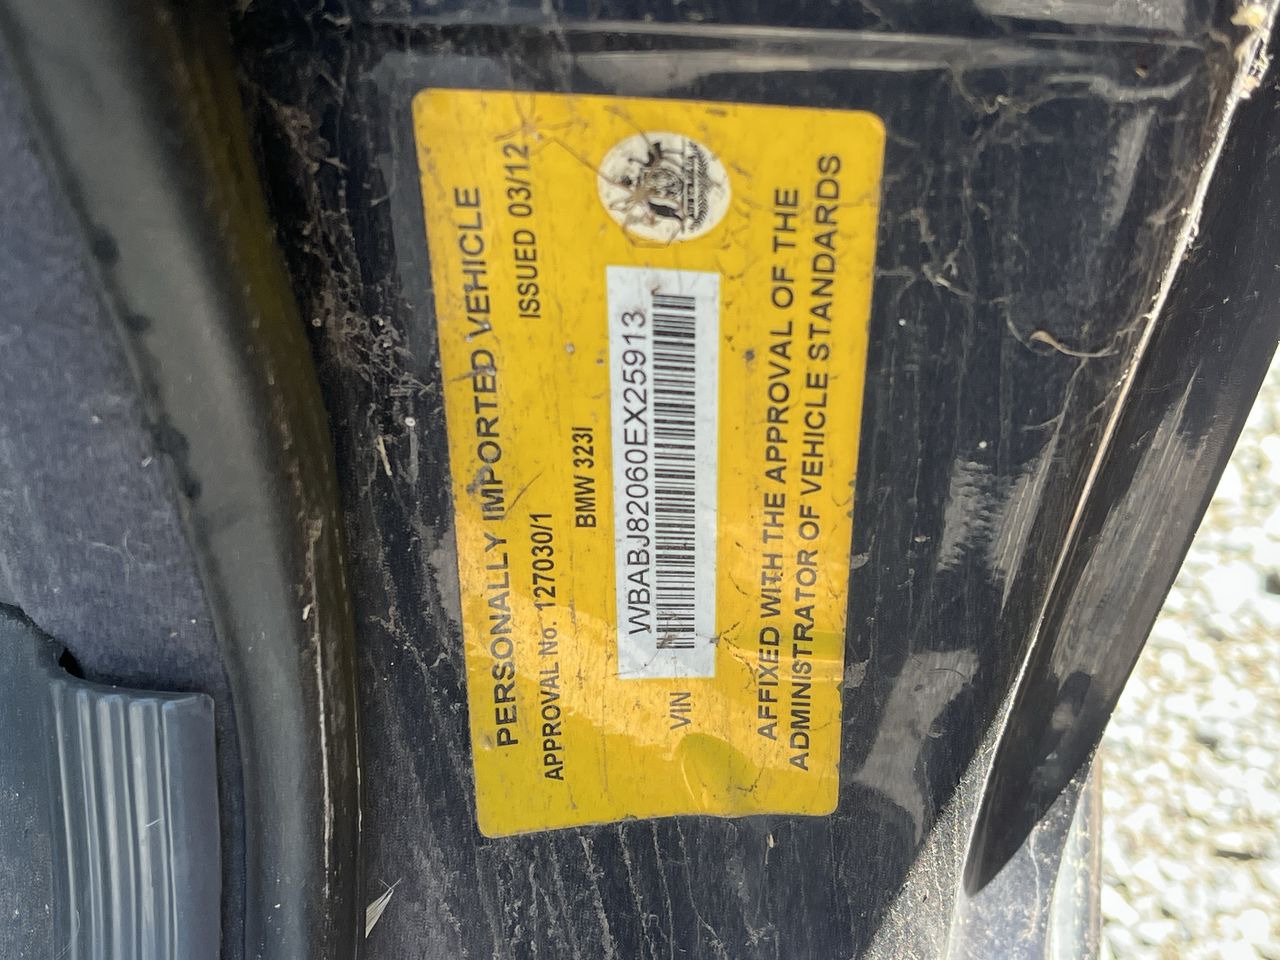 PERSONALLY IMPORTED VEHICLE
APPROVAL No. 127030/1 ISSUED 03/12
BMW 323I
WBABJ82060EX25913
VIN
AFFIXED WITH THE APPROVAL OF THE
ADMINISTRATOR OF VEHICLE STANDARDS